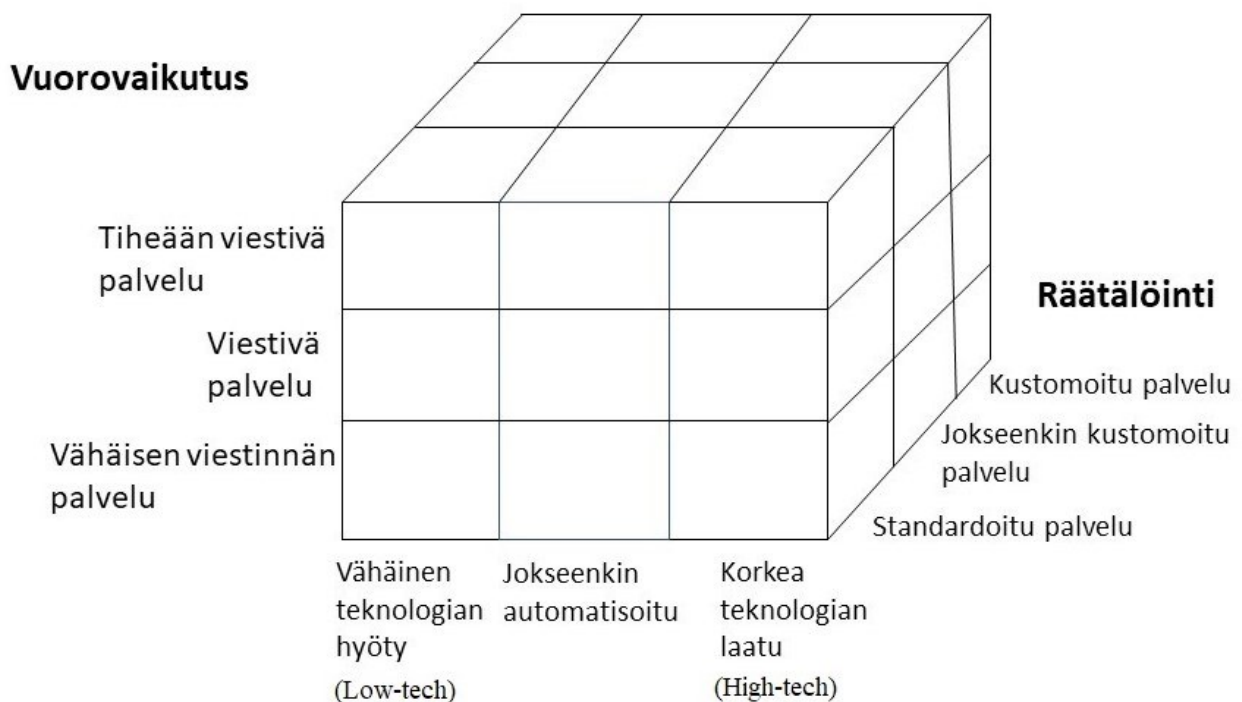 Vuorovaikutus
Tiheään viestivä
palvelu
Viestivä
palvelu
Vähäisen viestinnän
palvelu
Räätälöinti
Kustomoitu palvelu
Jokseenkin kustomoitu
palvelu
Standardoitu palvelu
Vähäinen
teknologian
hyöty
(Low-tech)
Jokseenkin
automatisoitu
Korkea
teknologian
laatu
(High-tech)